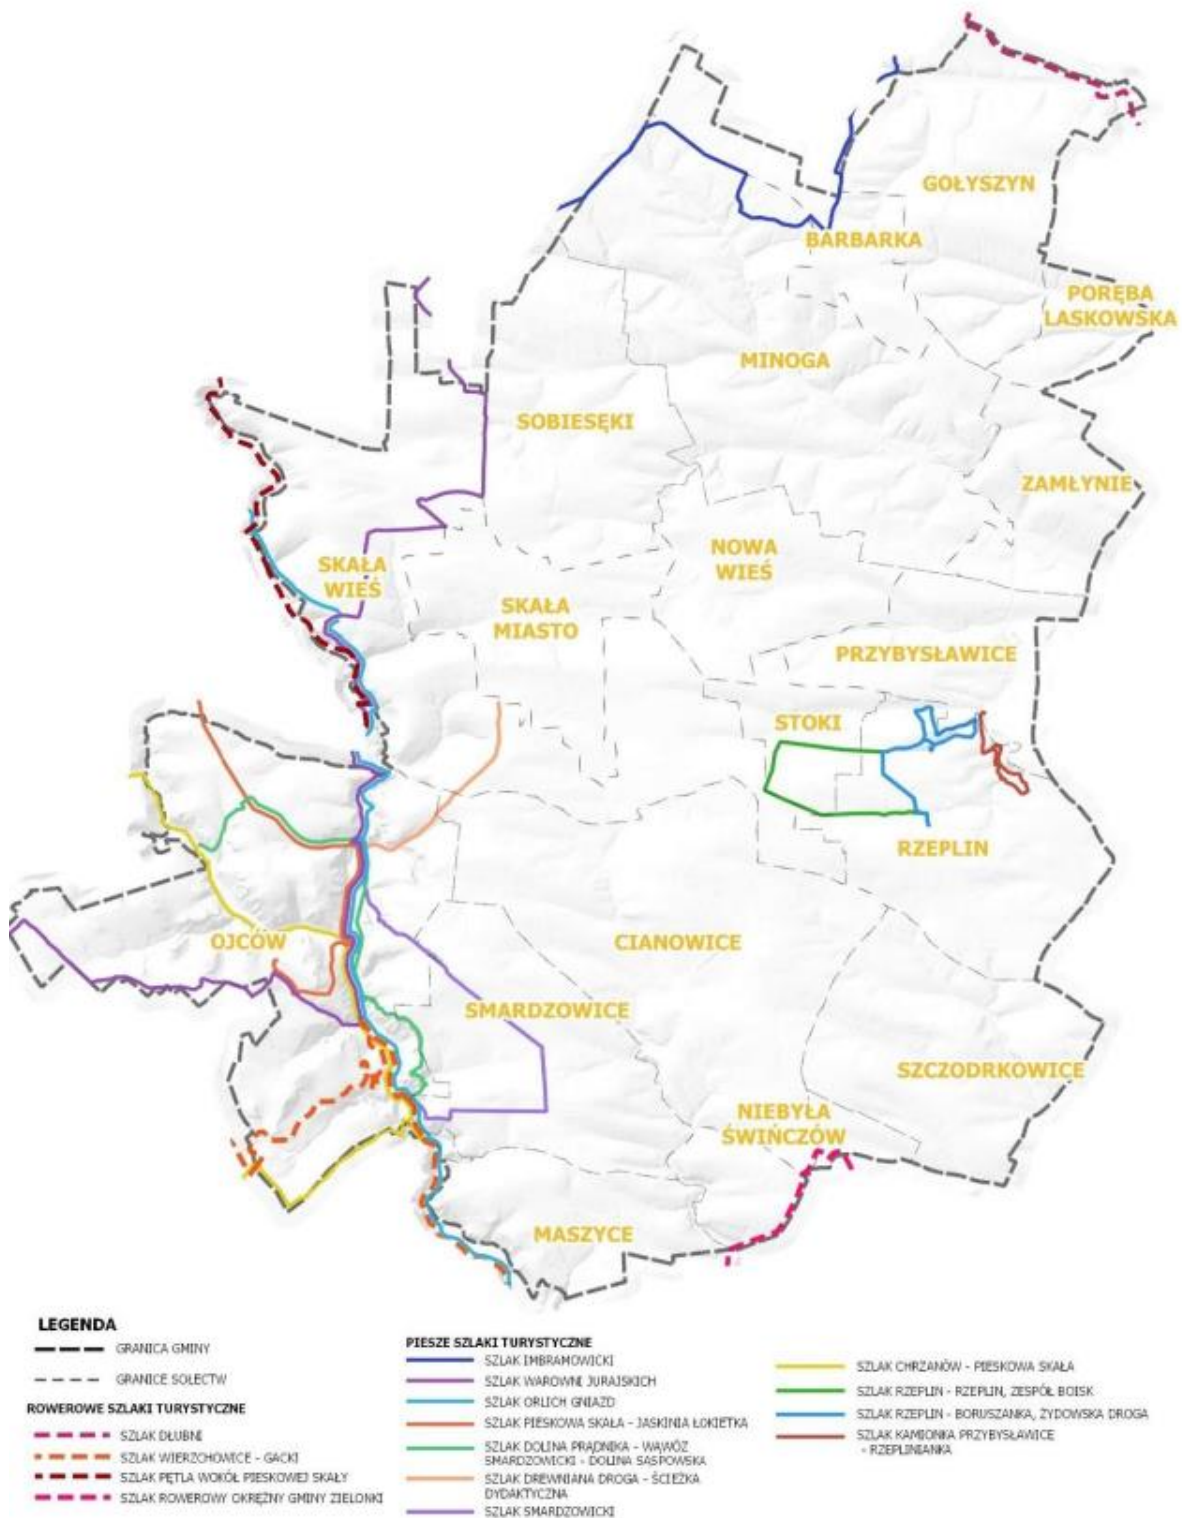 GOŁYSZYN
BARBARKA
PORĘBA
LASKOWSKA
MINOGA
SOBIESĘKI
ZAMŁYNIE
NOWA
WIEŚ
SKAŁA
WIEŚ
SKAŁA
MIASTO
PRZYBYSŁAWICE
STOKI
RZEPLIN
OJCÓW
CIANOWICE
SMARDZOWICE
SZCZODRKOWICE
NIEBYŁA
ŚWIŃCZÓW
MASZYCE
LEGENDA
GRANICA GMINY
GRANICE SOŁECTW
ROWEROWE SZLAKI TURYSTYCZNE
SZLAK DŁUBNI
SZLAK WIERZCHOWICE - GACKI
SZLAK PĘTLA WOKÓŁ PIESKOWEJ SKAŁY
SZLAK ROWEROWY OKRĘŻNY GMINY ZIELONKI
PIESZE SZLAKI TURYSTYCZNE
SZLAK IMBRAMOWICKI
SZLAK WAROWNI JURAJSKICH
SZLAK ORLICH GNIAZD
SZLAK PIESKOWA SKAŁA - JASKINIA ŁOKIETKA
SZLAK DOLINA PRĄDNIKA - WĄWÓZ
SMARDZOWICKI - DOLINA SĄSPOWSKA
SZLAK DREWNIANA DROGA - ŚCIEŻKA
DYDAKTYCZNA
SZLAK SMARDZOWICKI
SZLAK CHRZANÓW - PIESKOWA SKAŁA
SZLAK RZEPLIN - RZEPLIN, ZESPÓŁ BOISK
SZLAK RZEPLIN - BORUSZANKA, ŻYDOWSKA DROGA
SZLAK KAMIONKA PRZYBYSŁAWICE
- RZEPLINIANKA